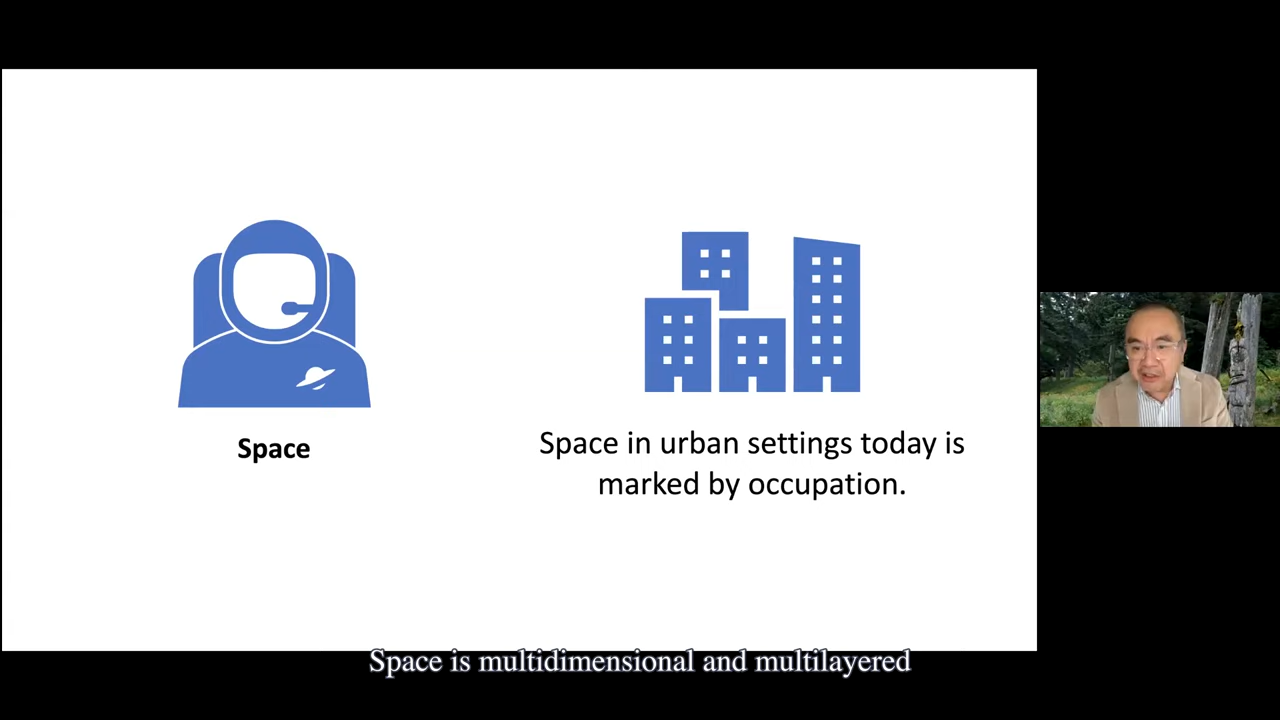 Space
Space in urban settings today is
marked by occupation.
Space is multidimensional and multilayered